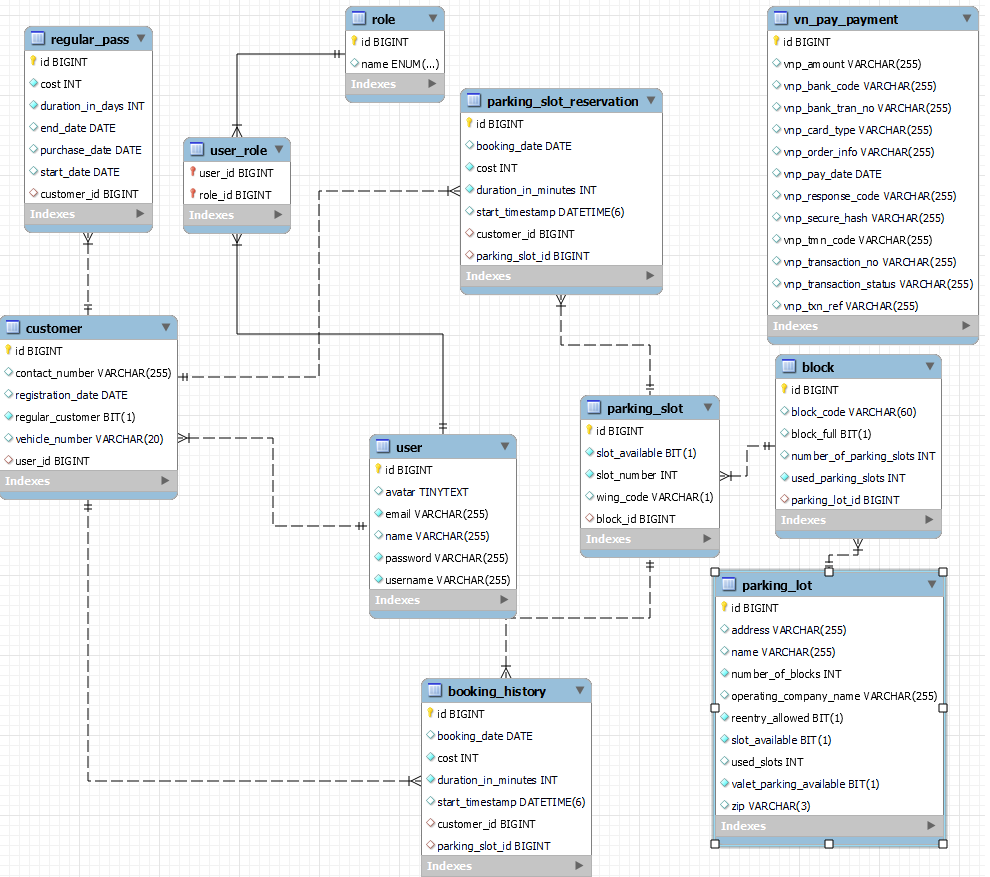 regular_pass
id BIGINT
cost INT
duration_in_days INT
end_date DATE
purchase_date DATE
start_date DATE
customer_id BIGINT
Indexes
role
id BIGINT
name ENUM(...)
Indexes
user_role
user_id BIGINT
role_id BIGINT
Indexes
parking_slot_reservation
id BIGINT
booking_date DATE
cost INT
duration_in_minutes INT
start_timestamp DATETIME(6)
customer_id BIGINT
parking_slot_id BIGINT
Indexes
vn_pay_payment
id BIGINT
vnp_amount VARCHAR(255)
vnp_bank_code VARCHAR(255)
vnp_bank_tran_no VARCHAR(255)
vnp_card_type VARCHAR(255)
vnp_order_info VARCHAR(255)
vnp_pay_date DATE
vnp_response_code VARCHAR(255)
vnp_secure_hash VARCHAR(255)
vnp_tmn_code VARCHAR(255)
vnp_transaction_no VARCHAR(255)
vnp_transaction_status VARCHAR(255)
vnp_txn_ref VARCHAR(255)
Indexes
customer
id BIGINT
contact_number VARCHAR(255)
registration_date DATE
regular_customer BIT(1)
vehicle_number VARCHAR(20)
user_id BIGINT
Indexes
user
id BIGINT
avatar TINYTEXT
email VARCHAR(255)
name VARCHAR(255)
password VARCHAR(255)
username VARCHAR(255)
Indexes
parking_slot
id BIGINT
slot_available BIT(1)
slot_number INT
wing_code VARCHAR(1)
block_id BIGINT
Indexes
block
id BIGINT
block_code VARCHAR(60)
block_full BIT(1)
number_of_parking_slots INT
used_parking_slots INT
parking_lot_id BIGINT
Indexes
parking_lot
id BIGINT
address VARCHAR(255)
name VARCHAR(255)
number_of_blocks INT
operating_company_name VARCHAR(255)
reentry_allowed BIT(1)
slot_available BIT(1)
used_slots INT
valet_parking_available BIT(1)
zip VARCHAR(3)
Indexes
booking_history
id BIGINT
booking_date DATE
cost INT
duration_in_minutes INT
start_timestamp DATETIME(6)
customer_id BIGINT
parking_slot_id BIGINT
Indexes